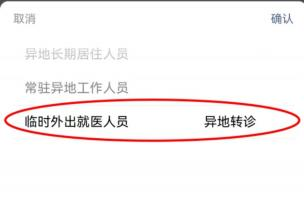 取消 确认
异地长期居住人员
常驻异地工作人员
临时外出就医人员 异地转诊